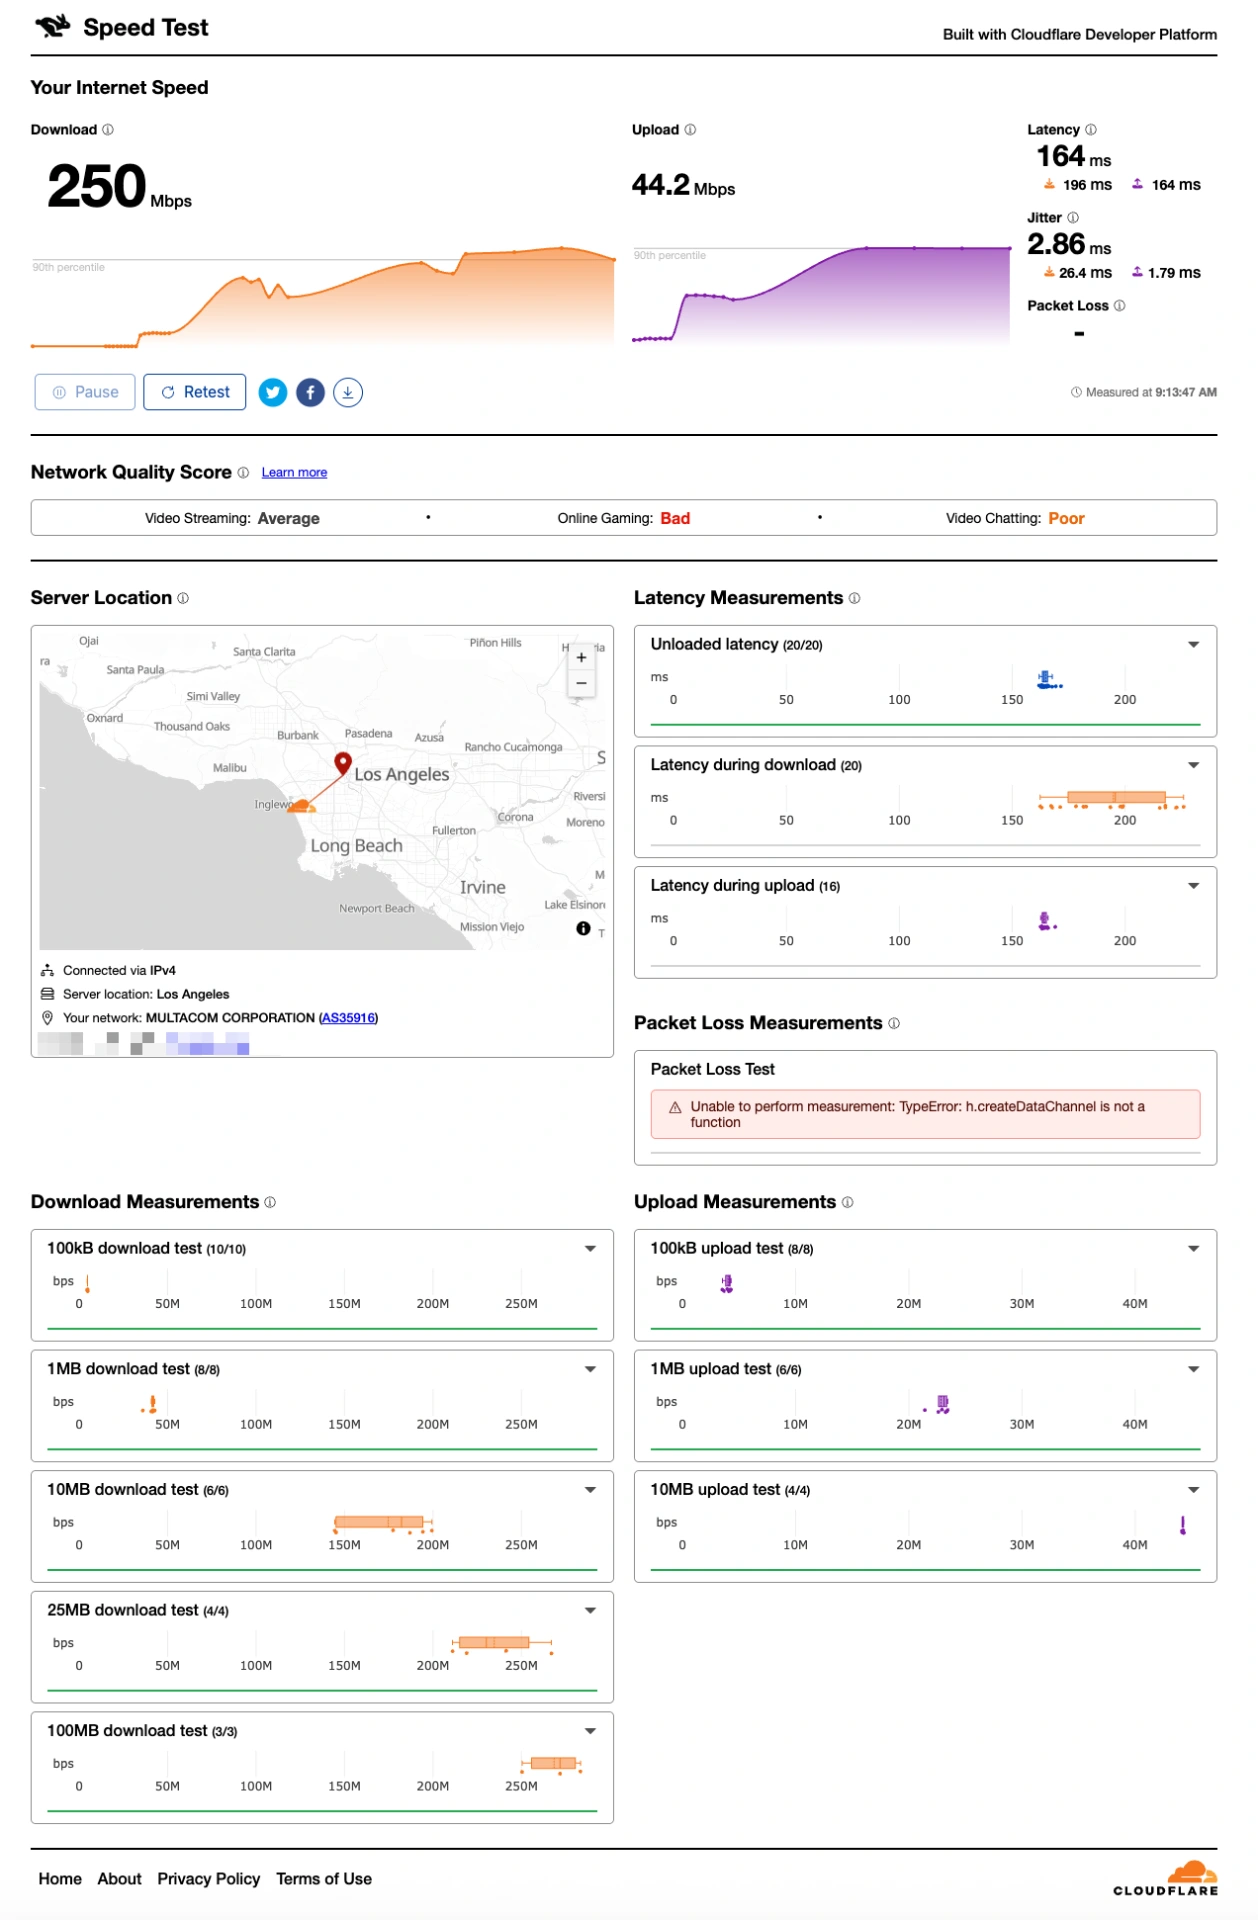 Speed Test
Built with Cloudflare Developer Platform
Your Internet Speed
Download
250 Mbps
90th percentile
Upload
44.2 Mbps
90th percentile
Latency
164 ms
196 ms 164 ms
Jitter
2.86 ms
26.4 ms 1.79 ms
Packet Loss
-
Pause
Retest
Measured at 9:13:47 AM
Network Quality Score Learn more
Video Streaming: Average • Online Gaming: Bad • Video Chatting: Poor
Server Location
Ojai
Piñon Hills
Santa Clarita
ra
Santa Paula
+
−
Simi Valley
Oxnard
Thousand Oaks
Burbank
Pasadena
Azusa
Rancho Cucamonga
S
Malibu
Los Angeles
Inglewo
Riversi
Corona
Moreno
Fullerton
Long Beach
M
Irvine
Newport Beach
Lake Elsinor
Mission Viejo
T
Connected via IPv4
Server location: Los Angeles
Your network: MULTACOM CORPORATION (AS35916)
Latency Measurements
Unloaded latency (20/20)
ms
0 50 100 150 200
Latency during download (20)
ms
0 50 100 150 200
Latency during upload (16)
ms
0 50 100 150 200
Packet Loss Measurements
Packet Loss Test
Unable to perform measurement: TypeError: h.createDataChannel is not a
function
Download Measurements
100kB download test (10/10)
bps
0 50M 100M 150M 200M 250M
1MB download test (8/8)
bps
0 50M 100M 150M 200M 250M
10MB download test (6/6)
bps
0 50M 100M 150M 200M 250M
25MB download test (4/4)
bps
0 50M 100M 150M 200M 250M
100MB download test (3/3)
bps
0 50M 100M 150M 200M 250M
Upload Measurements
100kB upload test (8/8)
bps
0 10M 20M 30M 40M
1MB upload test (6/6)
bps
0 10M 20M 30M 40M
10MB upload test (4/4)
bps
0 10M 20M 30M 40M
Home About Privacy Policy Terms of Use
CLOUDFLARE